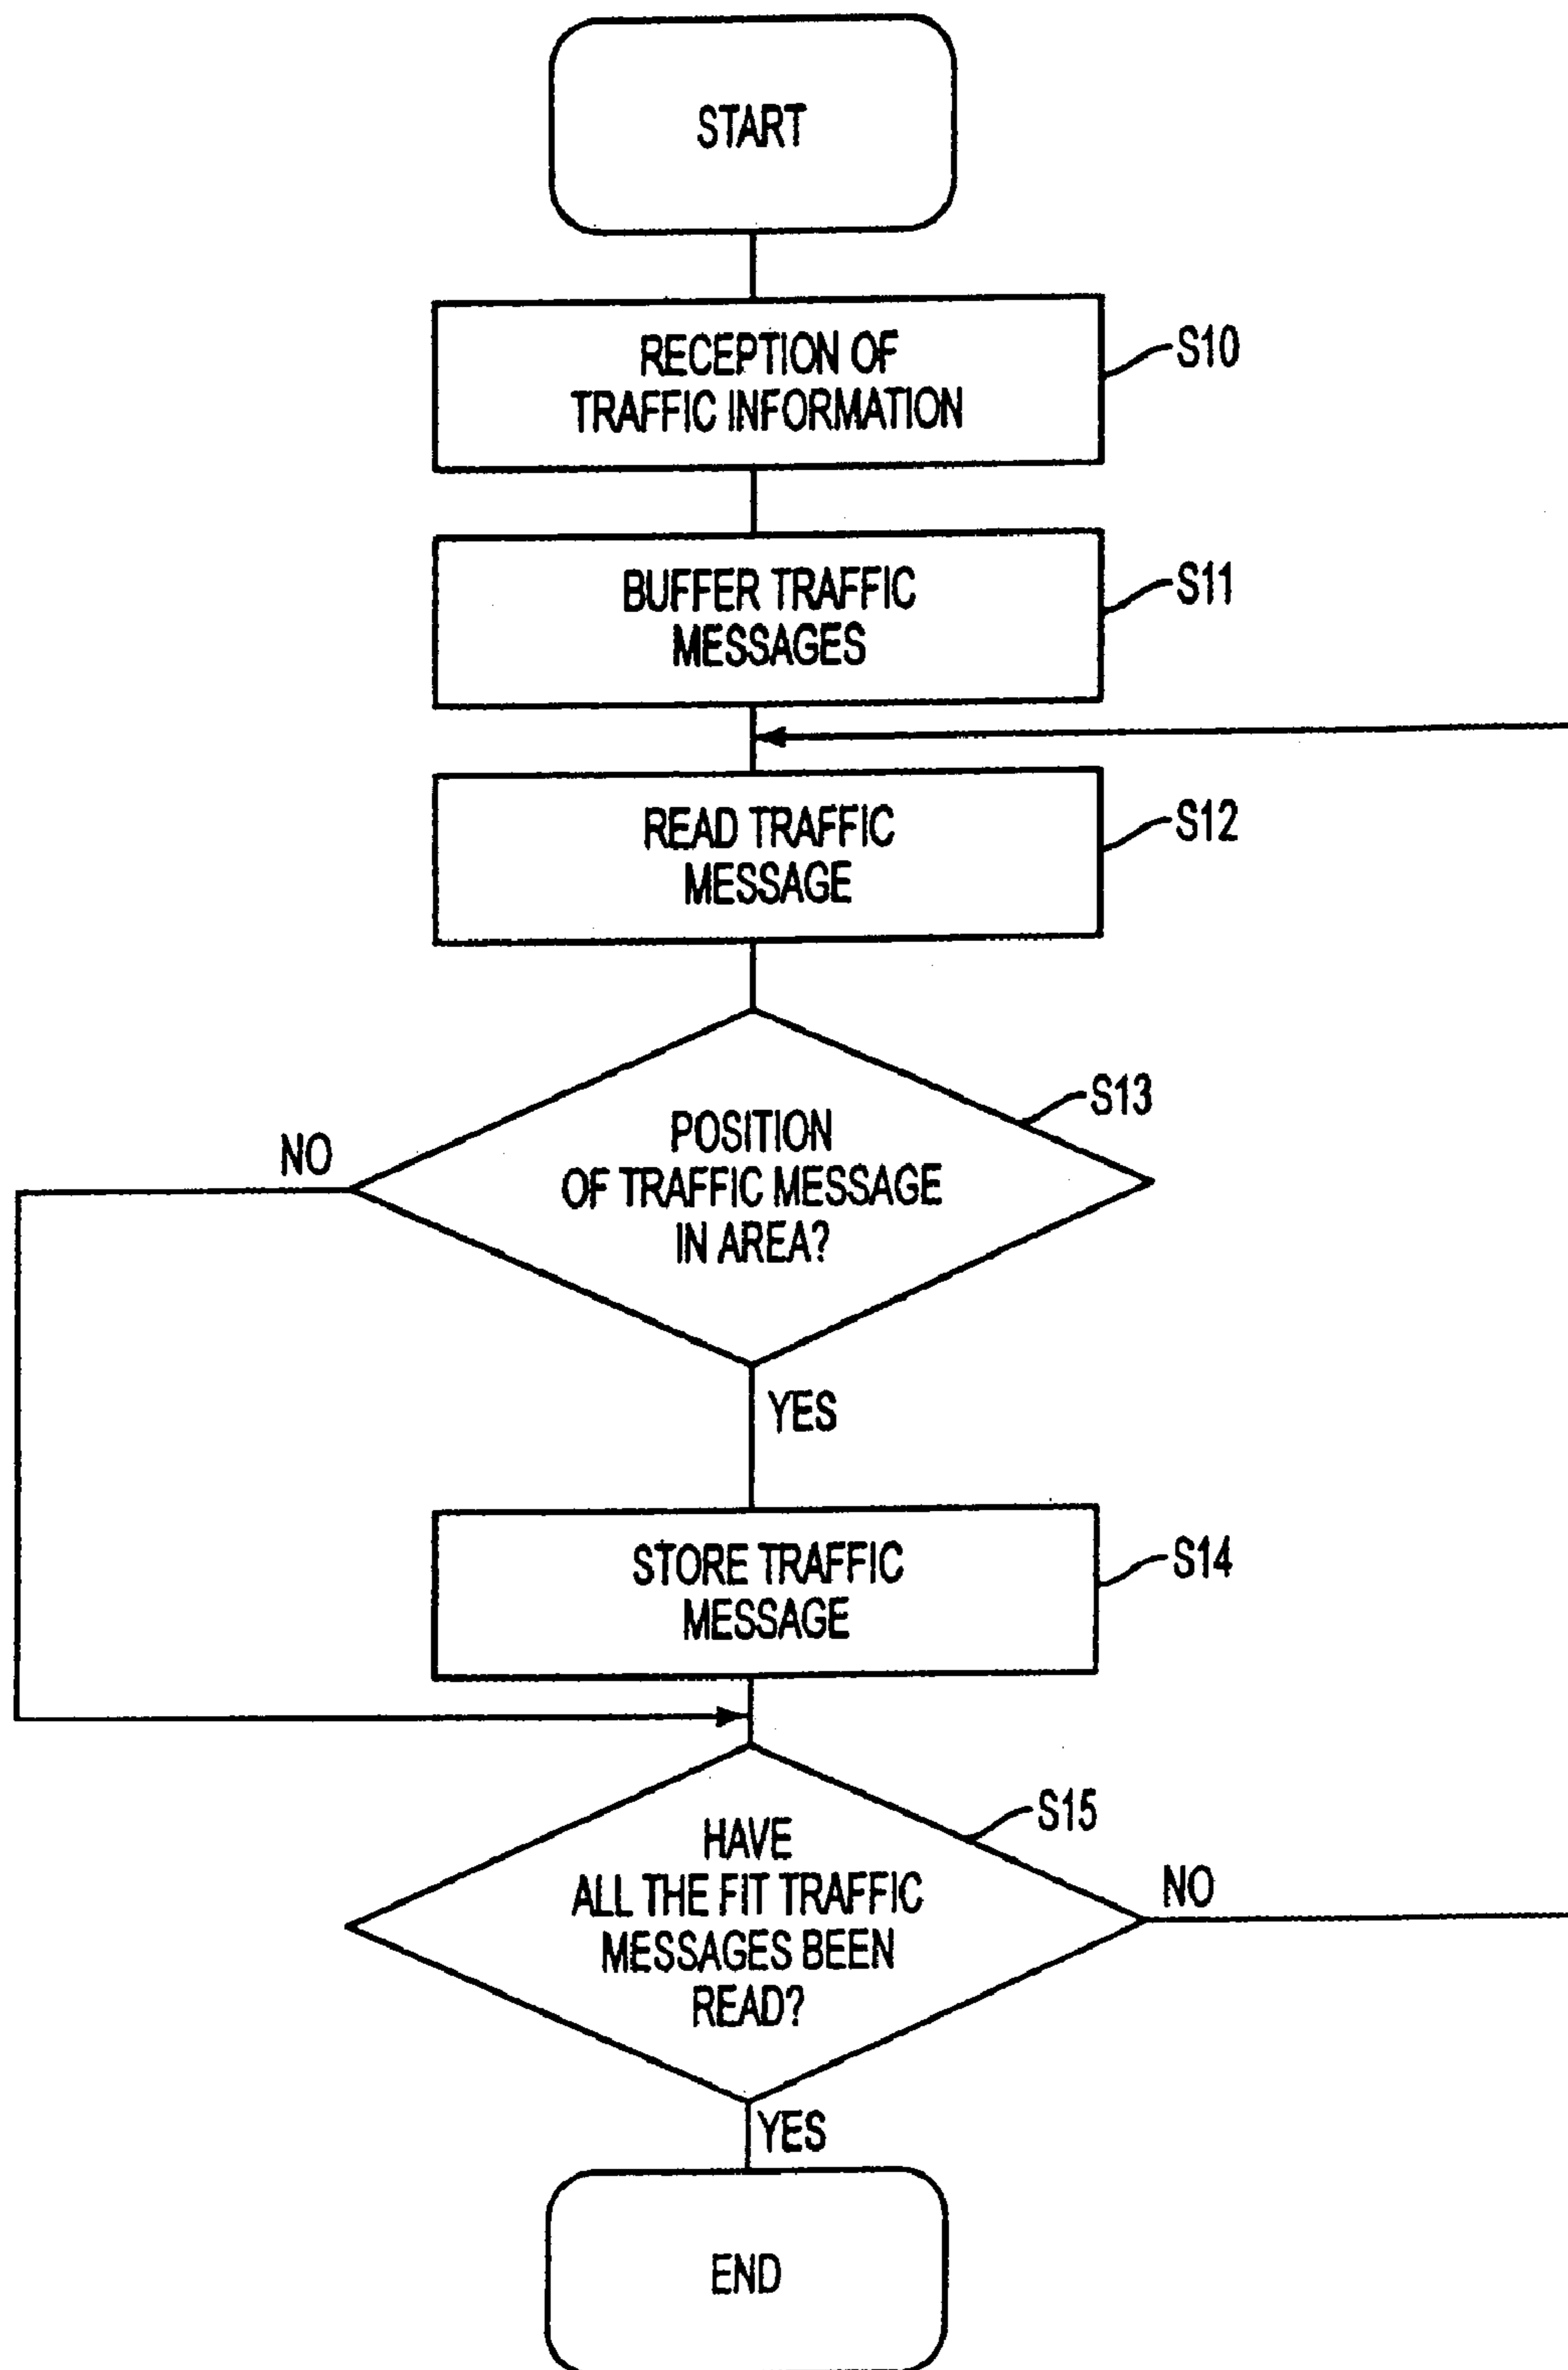 START
RECEPTION OF
TRAFFIC INFORMATION
S10
BUFFER TRAFFIC
MESSAGES
S11
READ TRAFFIC
MESSAGE
S12
POSITION
OF TRAFFIC MESSAGE
IN AREA?
S13
NO
YES
STORE TRAFFIC
MESSAGE
S14
HAVE
ALL THE FIT TRAFFIC
MESSAGES BEEN
READ?
S15
NO
YES
END